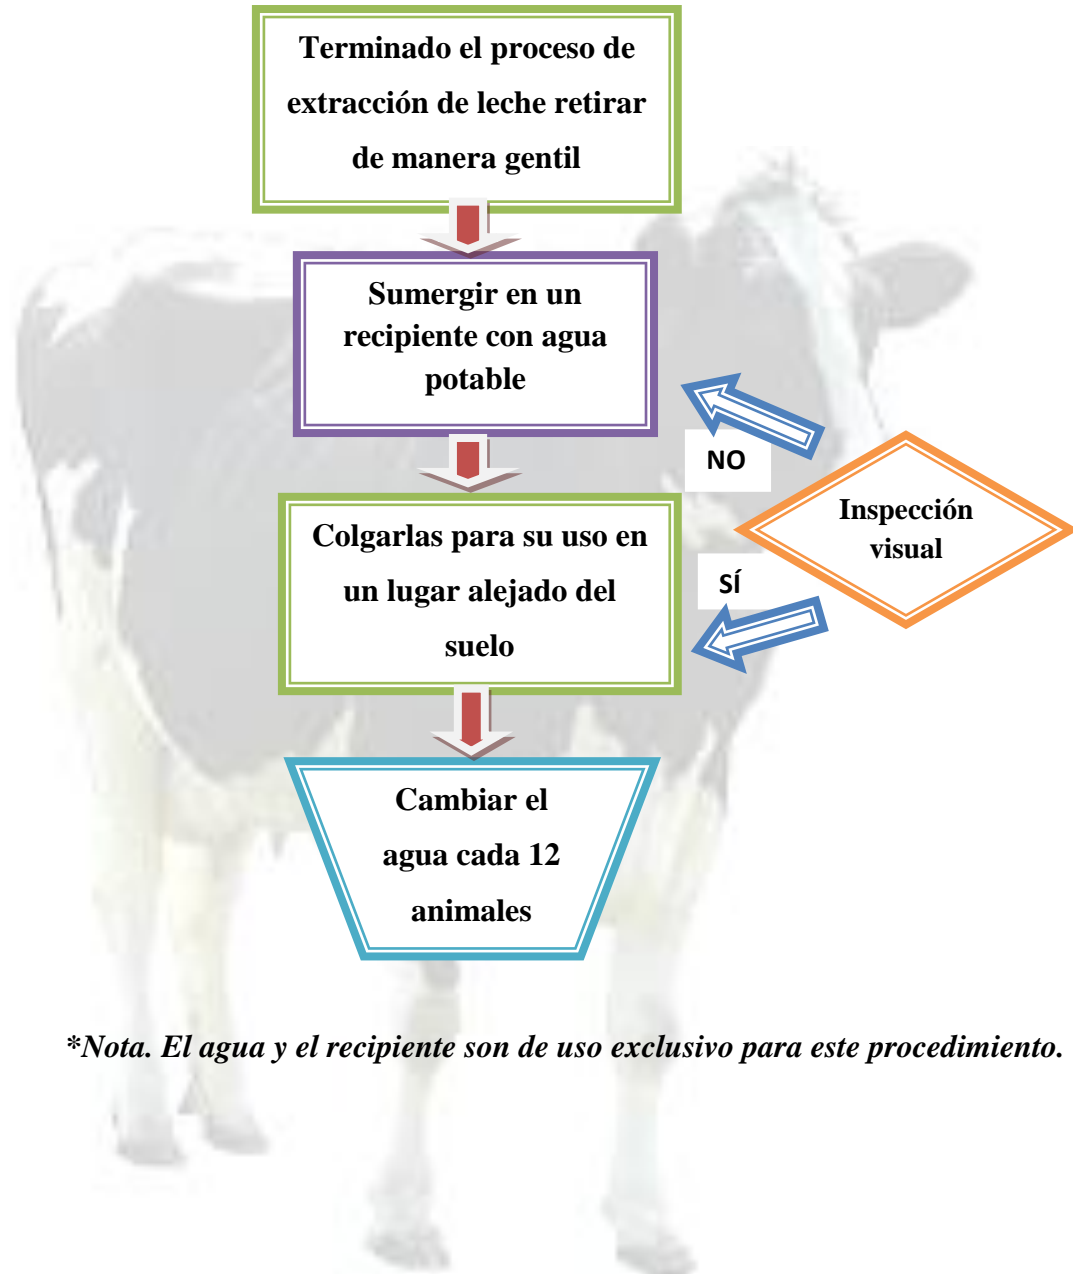 Terminado el proceso de
extracción de leche retirar
de manera gentil
Sumergir en un
recipiente con agua
potable
NO
Inspección
visual
Colgarlas para su uso en
un lugar alejado del
suelo
SÍ
Cambiar el
agua cada 12
animales
*Nota. El agua y el recipiente son de uso exclusivo para este procedimiento.